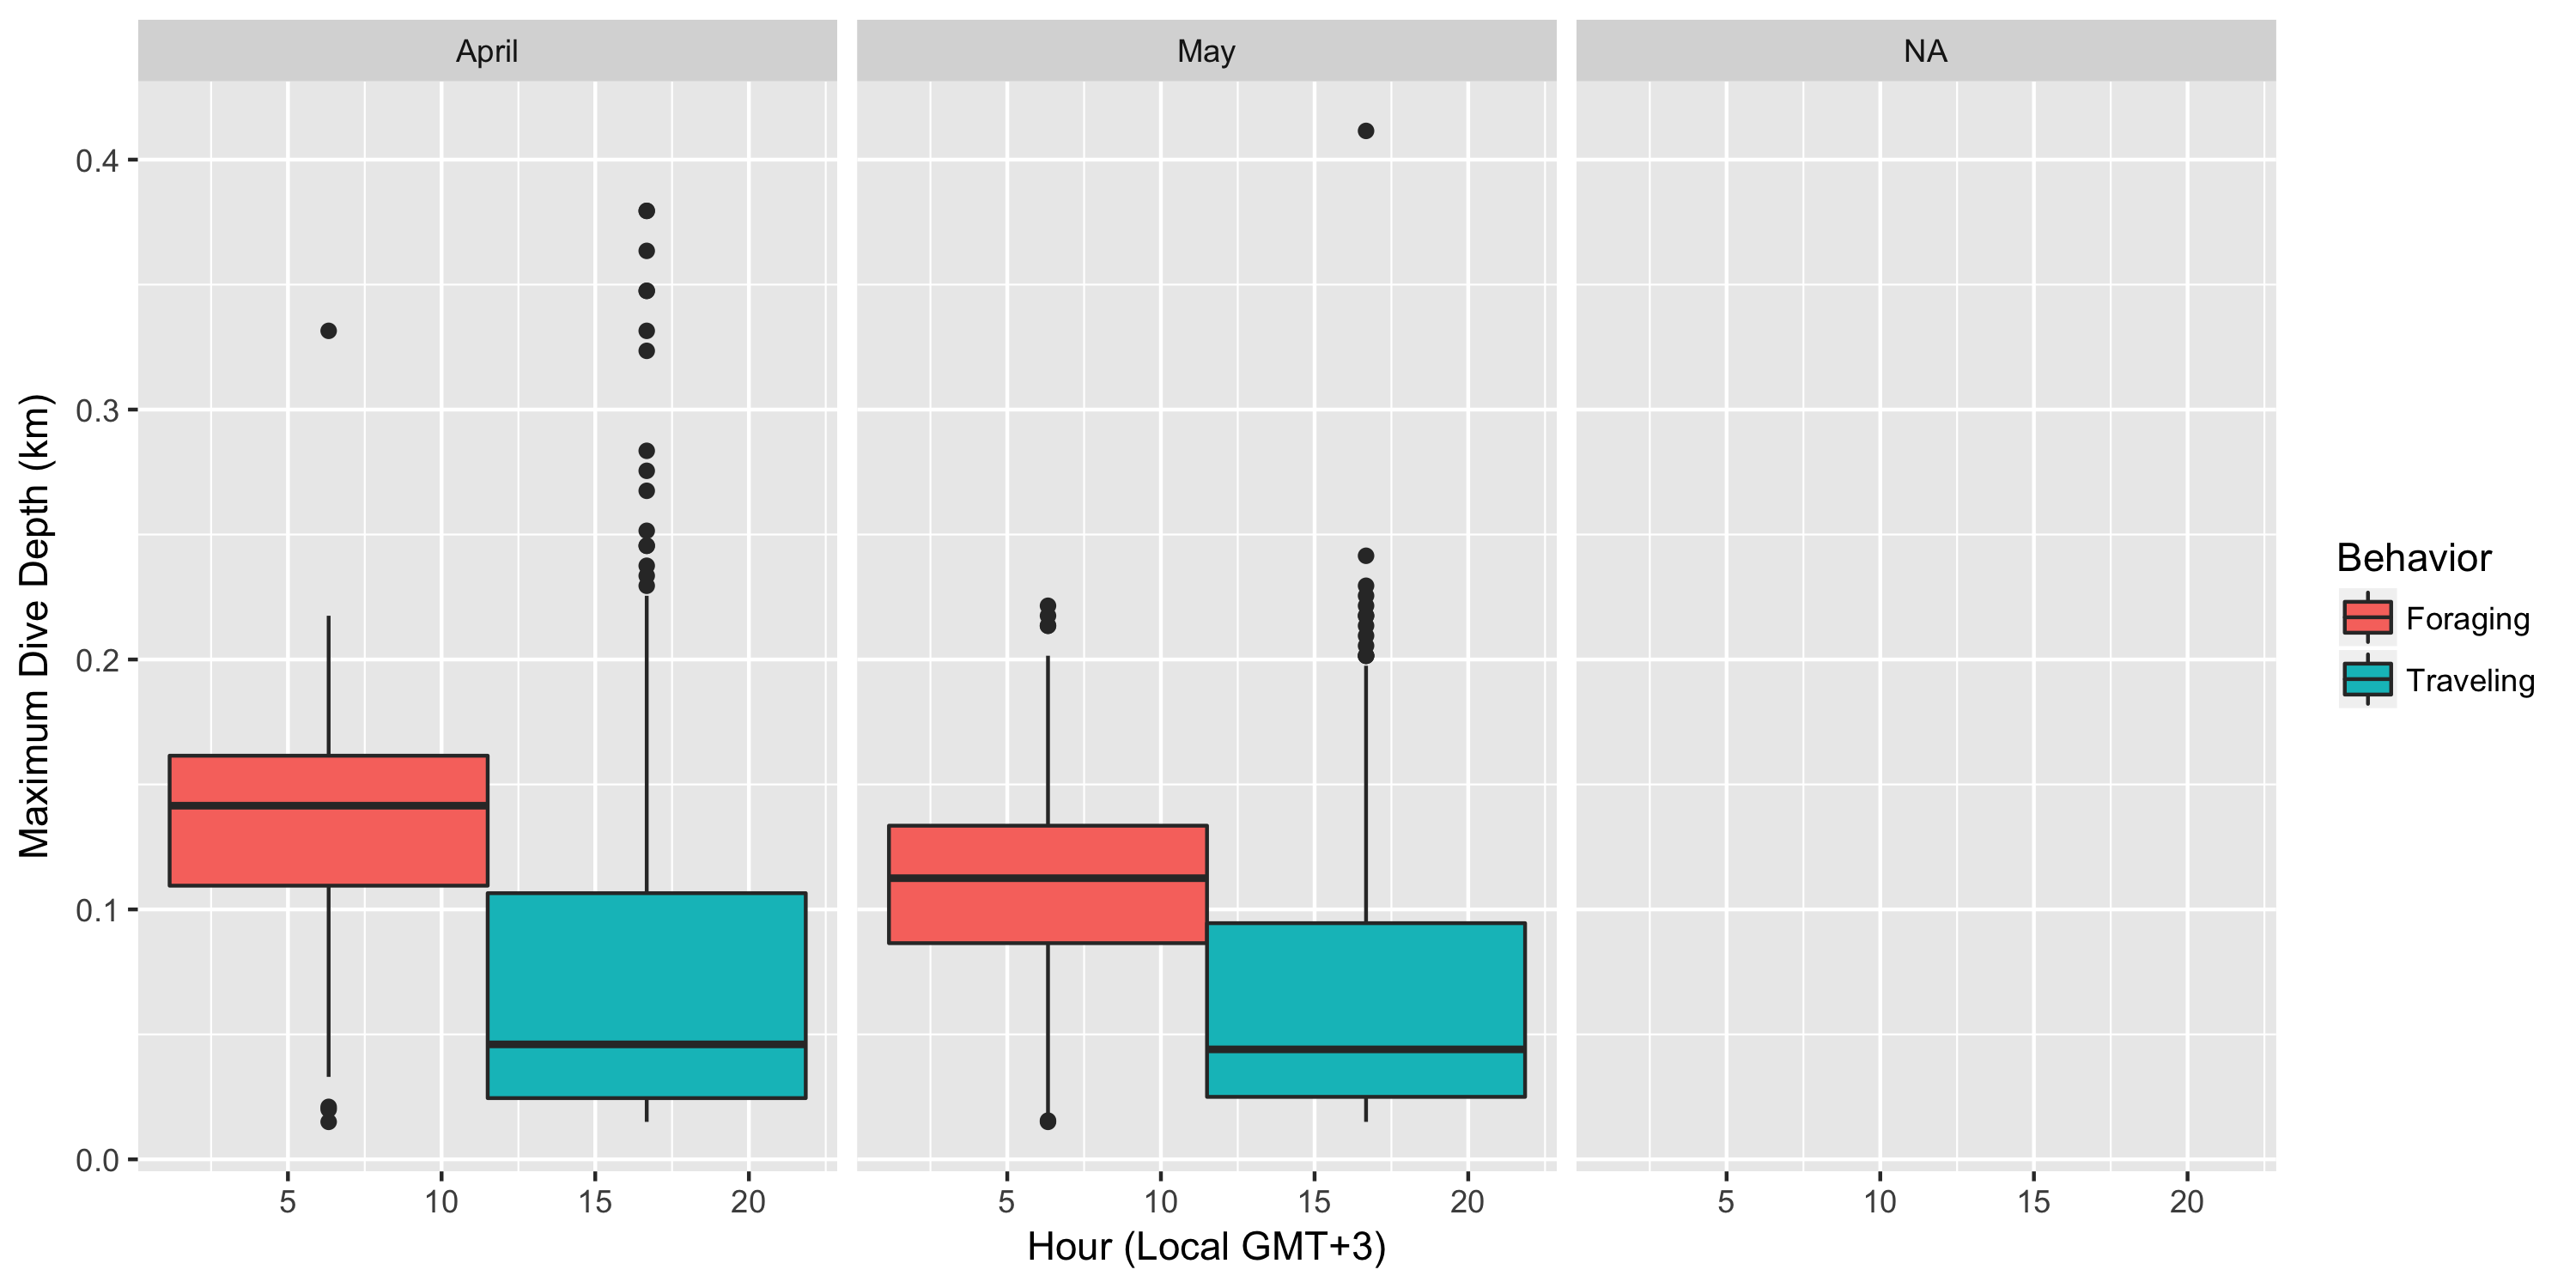 April
May
NA
Maximum Dive Depth (km)
0.4
0.3
0.2
0.1
0.0
5 10 15 20
5 10 15 20
5 10 15 20
Hour (Local GMT+3)
Behavior
Foraging
Traveling